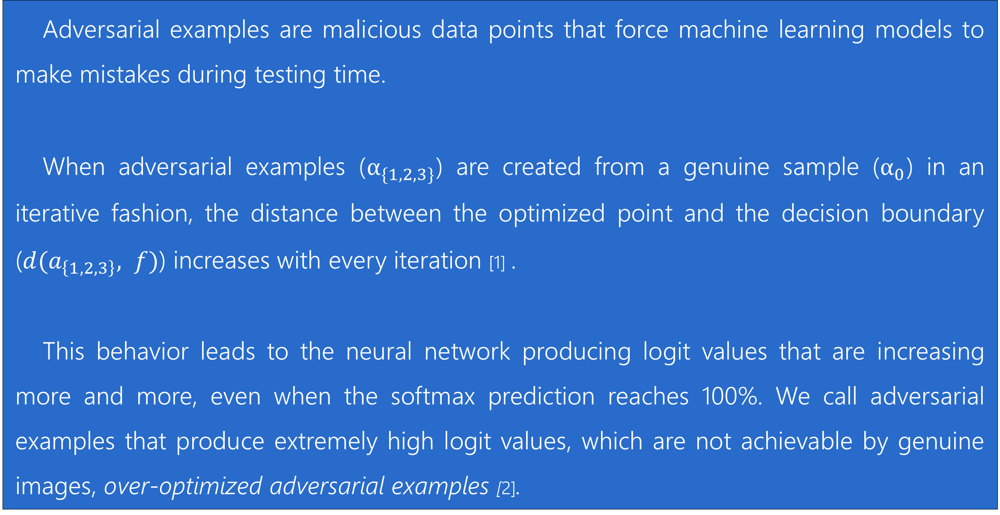 Adversarial examples are malicious data points that force machine learning models to
make mistakes during testing time.
When adversarial examples (α{1,2,3}) are created from a genuine sample (α0) in an
iterative fashion, the distance between the optimized point and the decision boundary
(d(a{1,2,3}, f)) increases with every iteration [1] .
This behavior leads to the neural network producing logit values that are increasing
more and more, even when the softmax prediction reaches 100%. We call adversarial
examples that produce extremely high logit values, which are not achievable by genuine
images, over-optimized adversarial examples [2].